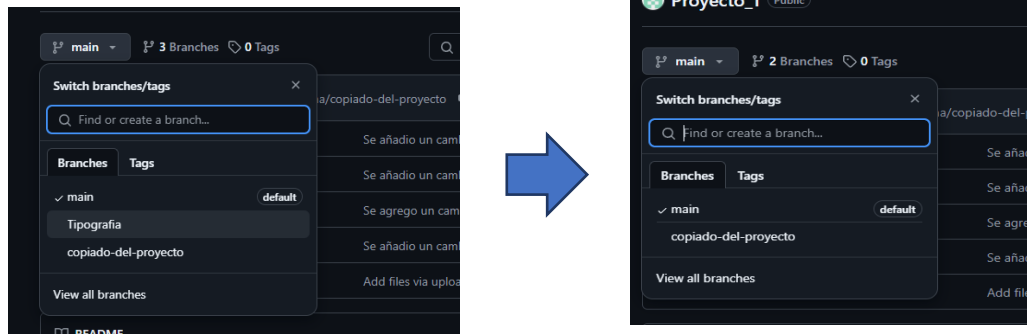 main
3 Branches
0 Tags
Switch branches/tags
Find or create a branch...
Branches
Tags
main
default
Tipografia
copiado-del-proyecto
View all branches
a/copiado-del-proyecto
Se añadio un cam
Se añadio un cam
Se agrego un cam
Se añadio un cam
Add files via uploa
README
Proyecto_1
Public
main
2 Branches
0 Tags
Switch branches/tags
Find or create a branch...
Branches
Tags
main
default
copiado-del-proyecto
View all branches
a/copiado-del-p
Se aña
Se aña
Se agre
Se aña
Add file